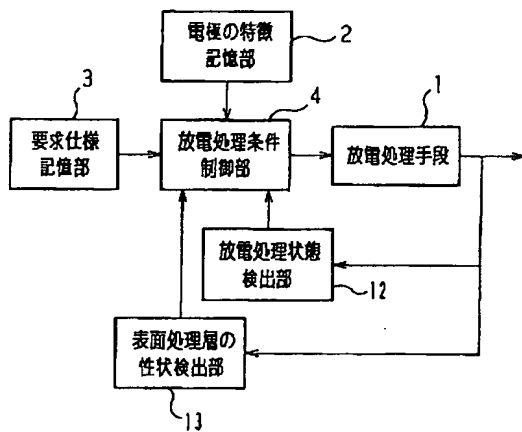 電極の特徴
記憶部
2
3
4
1
要求仕様
記憶部
放電処理条件
制御部
放電処理手段
放電処理状態
検出部
12
表面処理層の
性状検出部
13